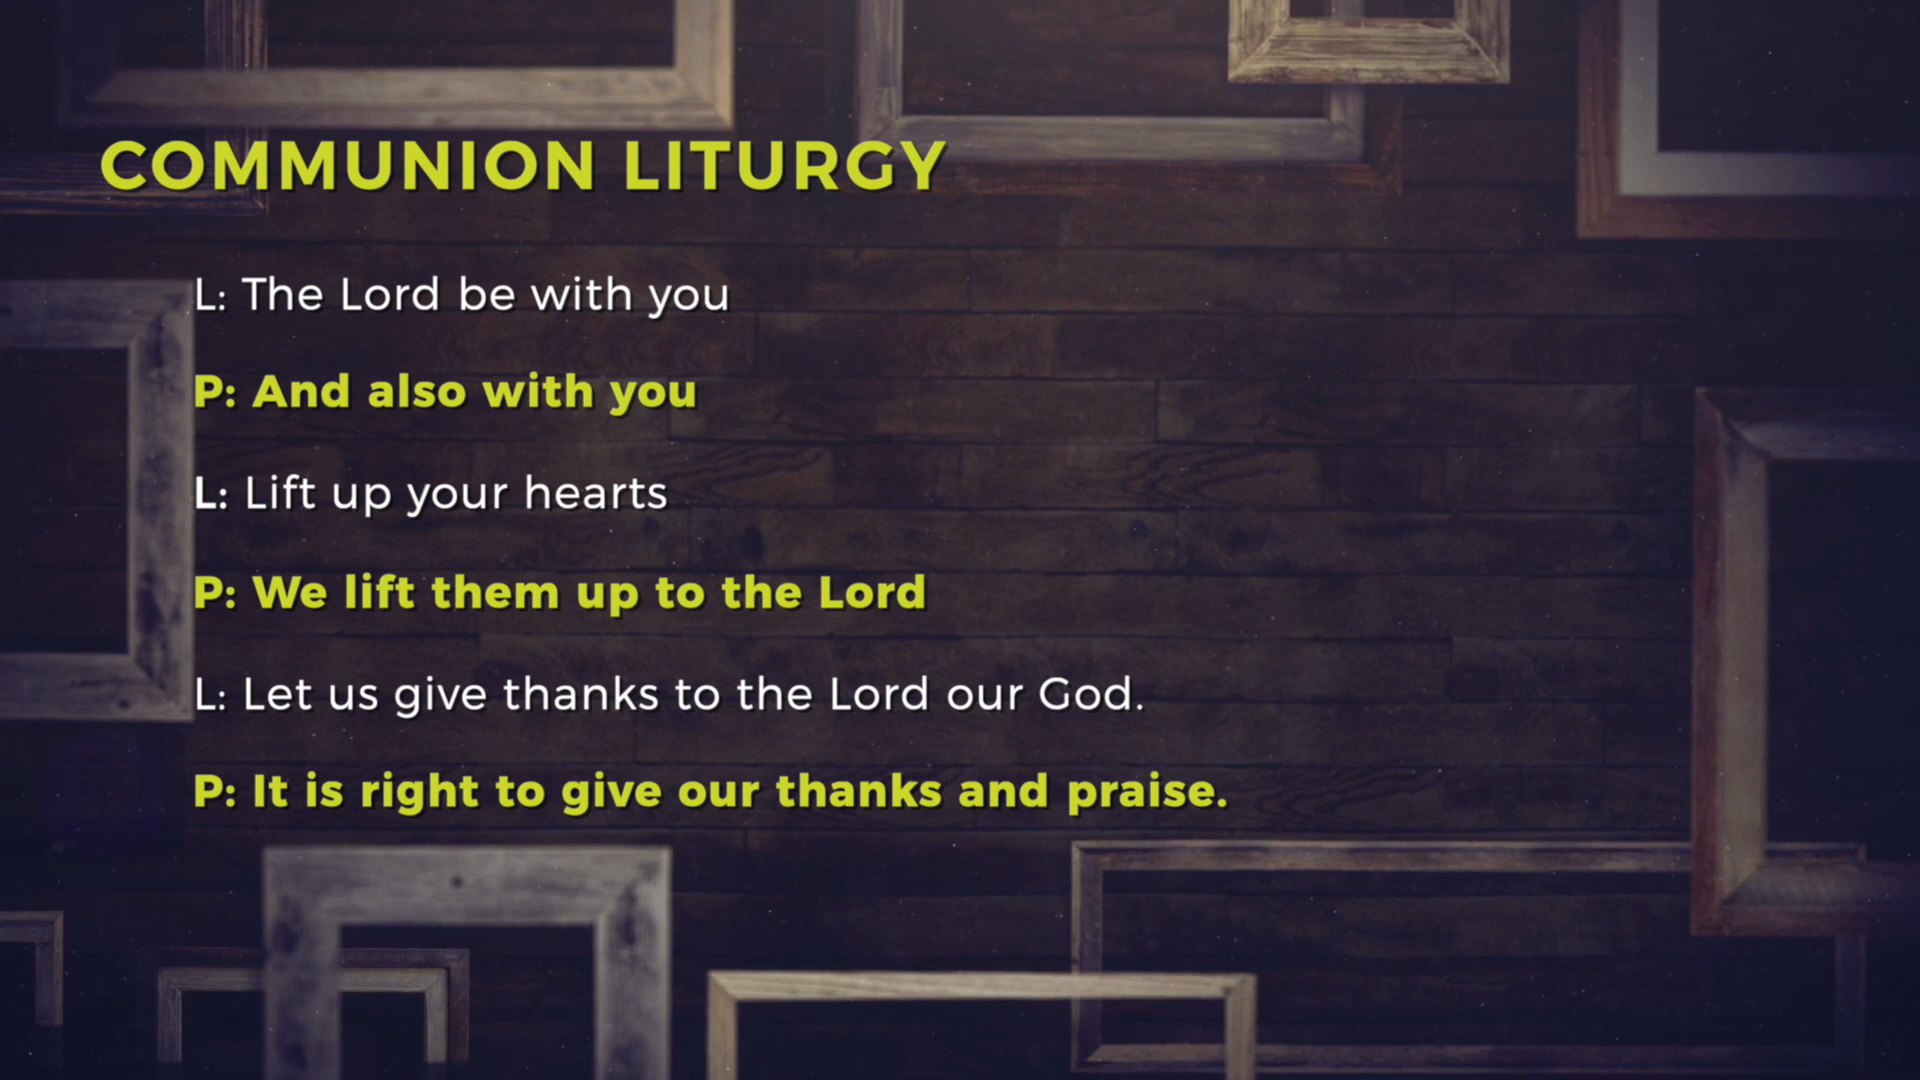 COMMUNION LITURGY
L: The Lord be with you
P: And also with you
L: Lift up your hearts
P: We lift them up to the Lord
L: Let us give thanks to the Lord our God.
P: It is right to give our thanks and praise.